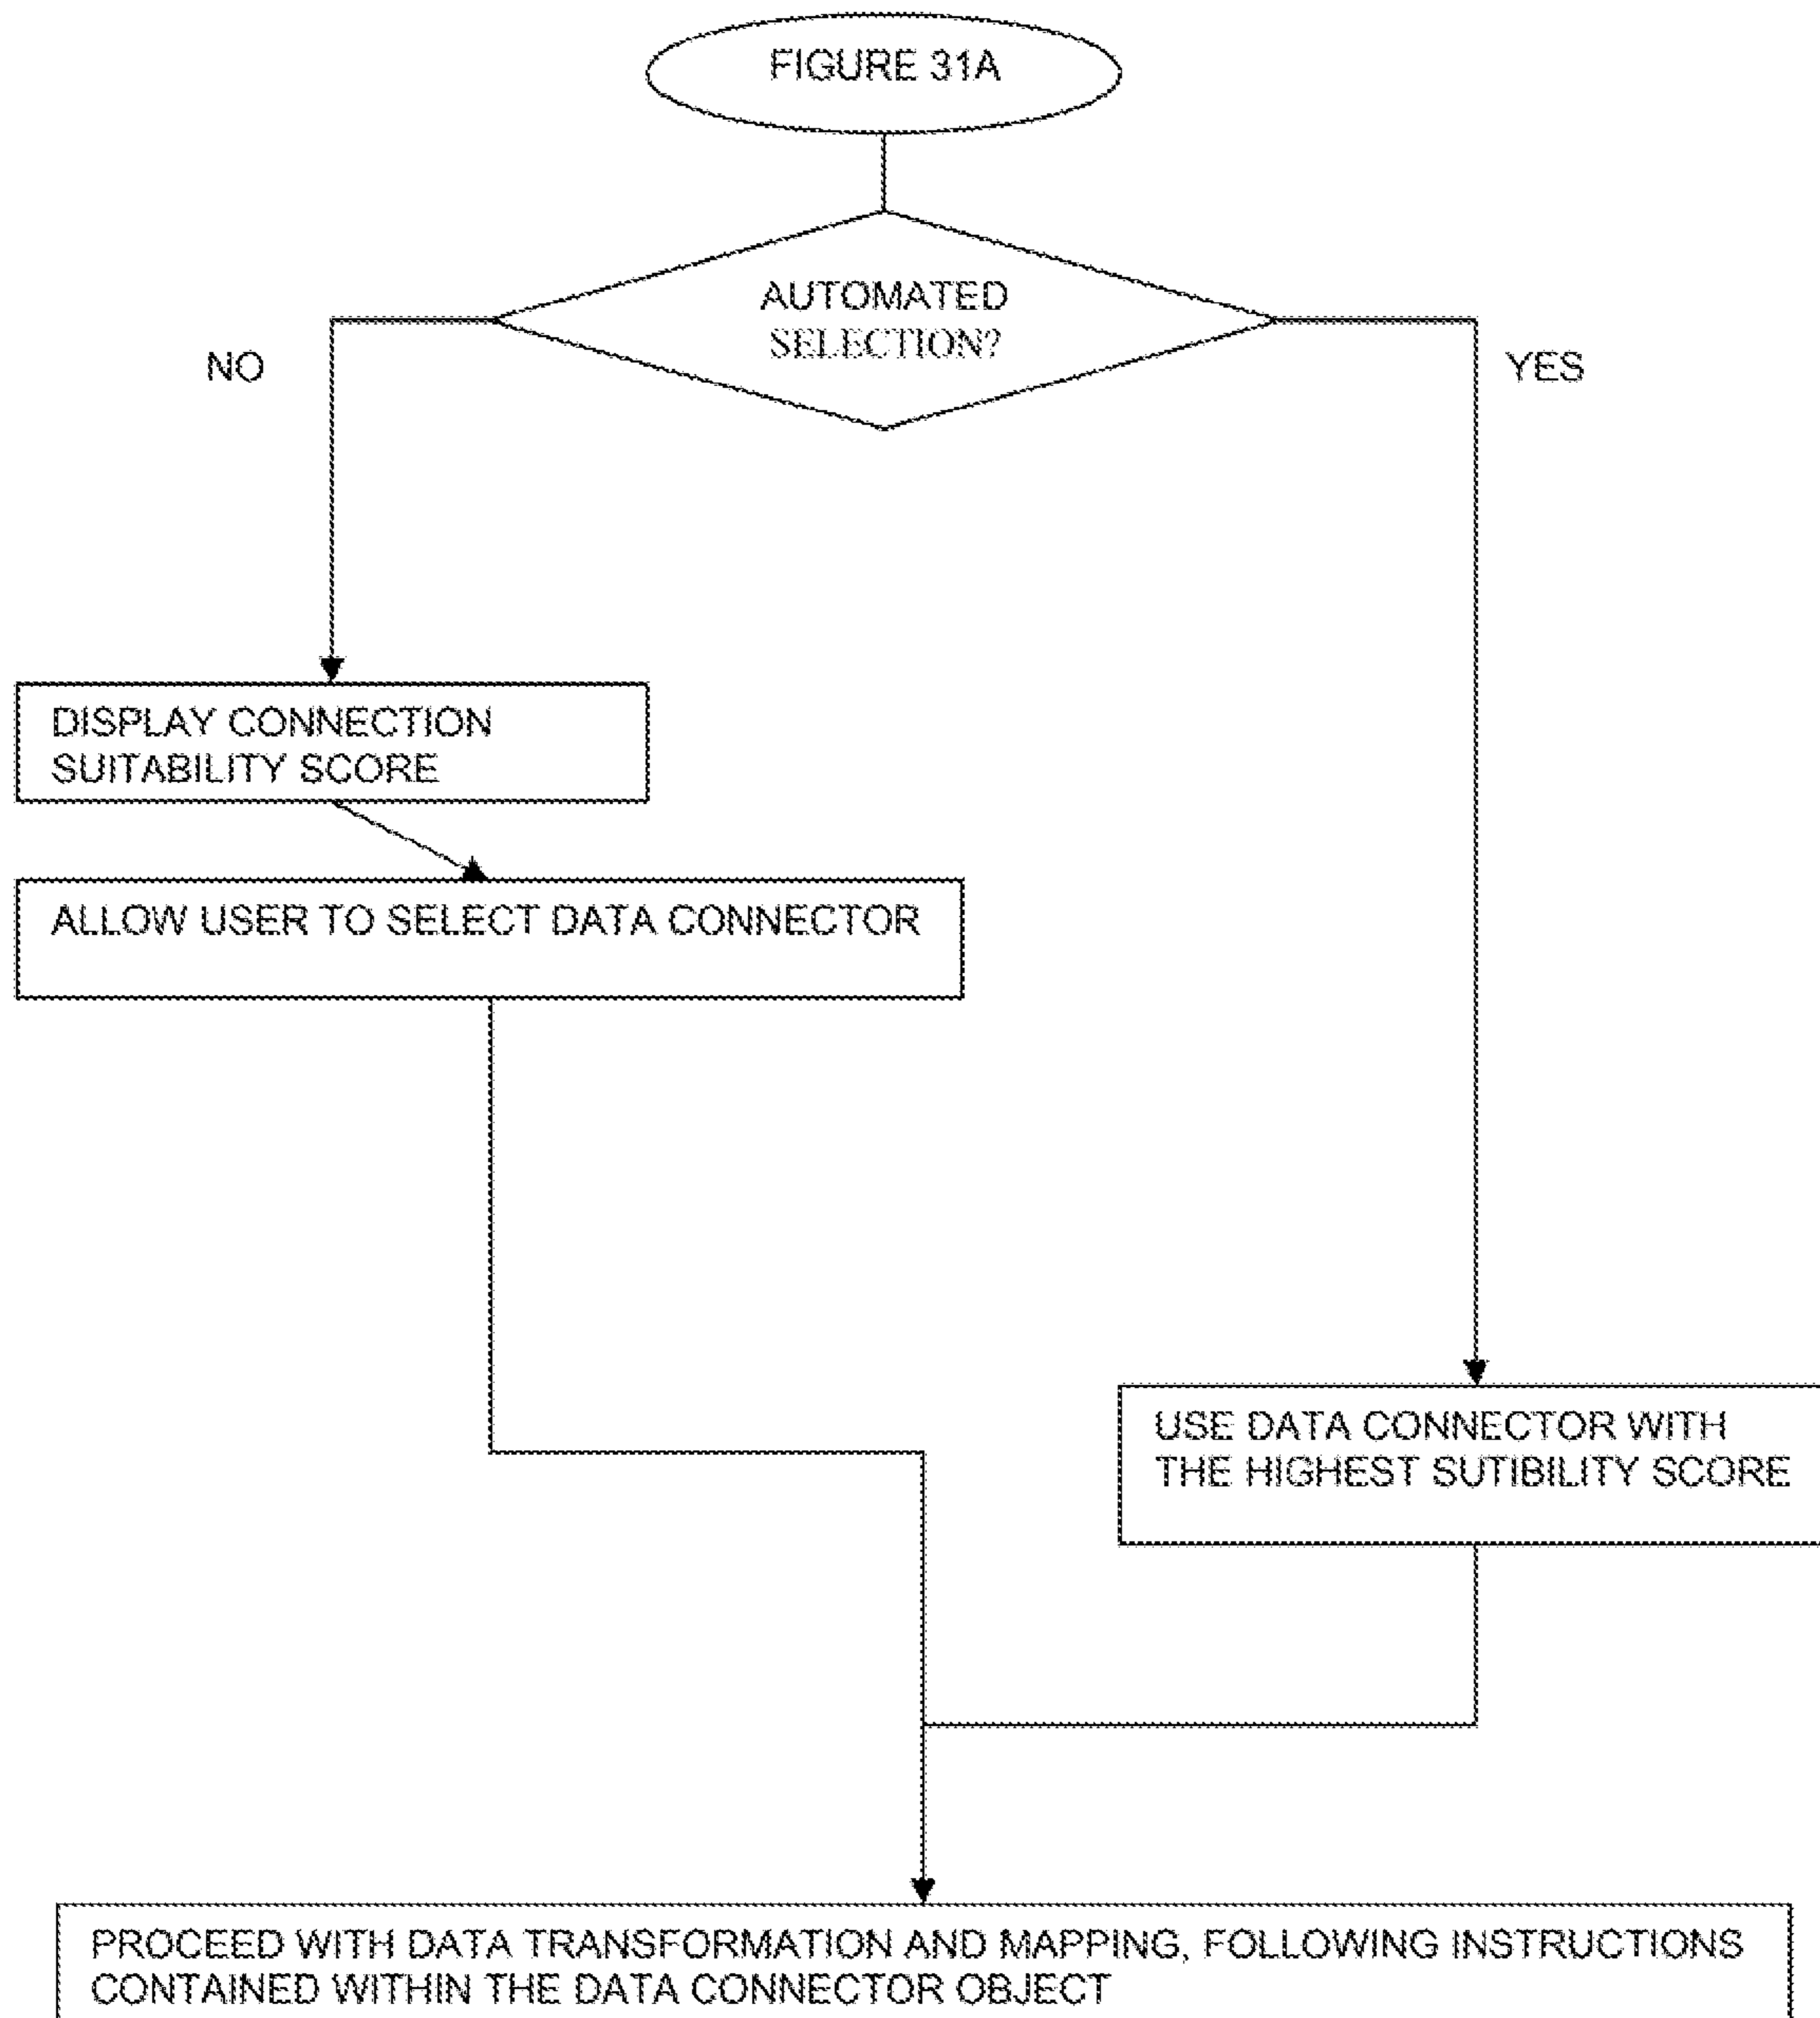 FIGURE 31A
AUTOMATED
SELECTION?
NO
YES
DISPLAY CONNECTION
SUITABILITY SCORE
ALLOW USER TO SELECT DATA CONNECTOR
USE DATA CONNECTOR WITH
THE HIGHEST SUTIBILITY SCORE
PROCEED WITH DATA TRANSFORMATION AND MAPPING, FOLLOWING INSTRUCTIONS
CONTAINED WITHIN THE DATA CONNECTOR OBJECT